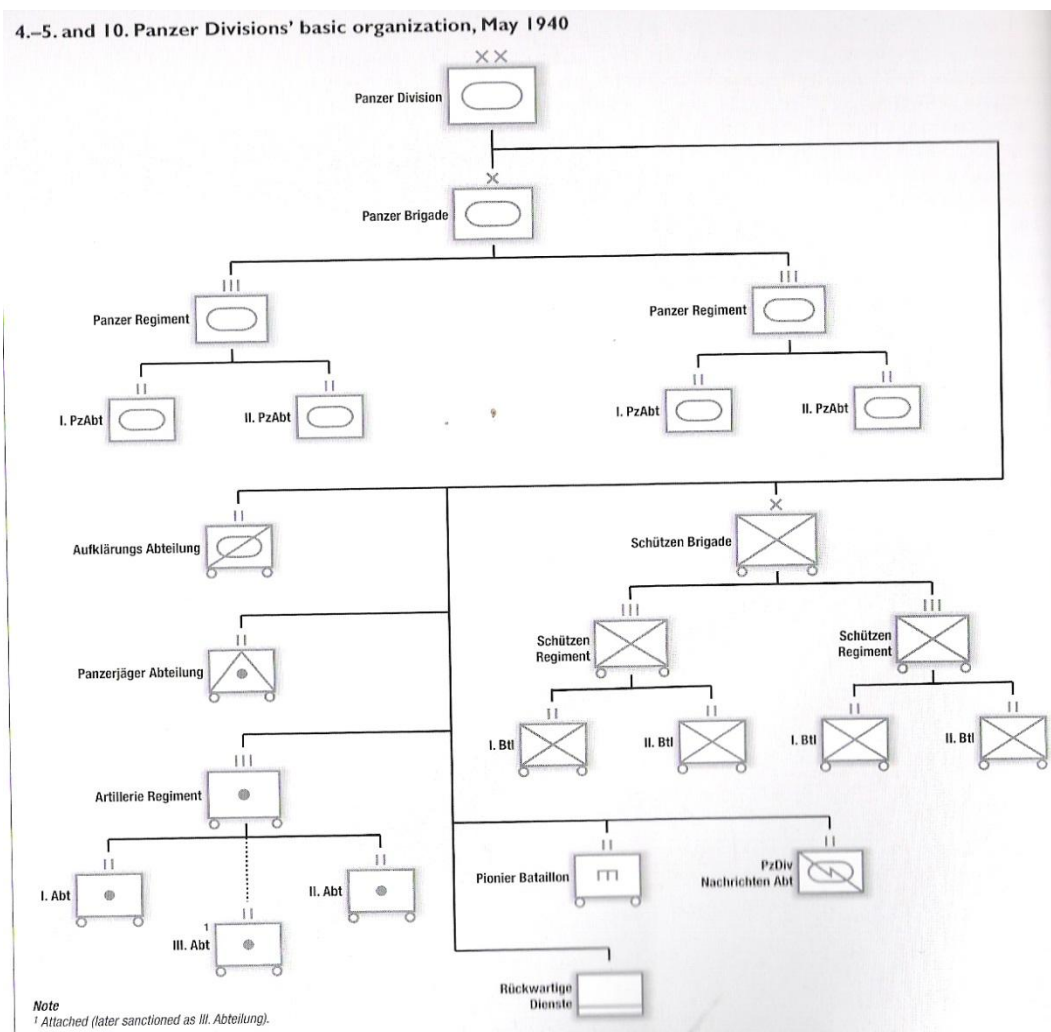 4.–5. and 10. Panzer Divisions' basic organization, May 1940
Panzer Division
Panzer Brigade
Panzer Regiment
Panzer Regiment
I. PzAbt
II. PzAbt
I. PzAbt
II. PzAbt
Aufklärungs Abteilung
Schützen Brigade
Panzerjäger Abteilung
Schützen
Regiment
Schützen
Regiment
I. Btl
II. Btl
I. Btl
II. Btl
Artillerie Regiment
I. Abt
II. Abt
1
III. Abt
Pionier Bataillon
PzDiv
Nachrichten Abt
Rückwartige
Dienste
Note
1 Attached (later sanctioned as III. Abteilung).